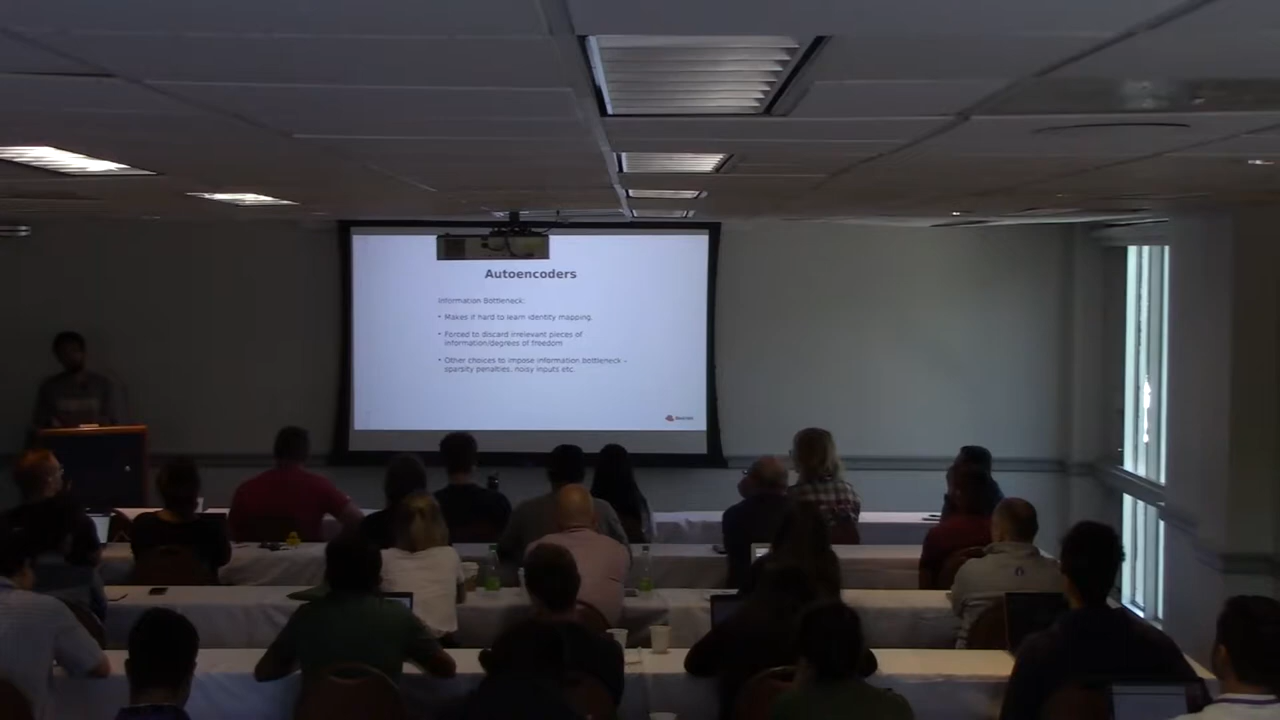 Autoencoders
Information Bottleneck:
• Makes it hard to learn identity mapping.
• Forced to discard irrelevant pieces of
information/degrees of freedom
• Other choices to impose information bottleneck –
sparsity penalties, noisy inputs etc.